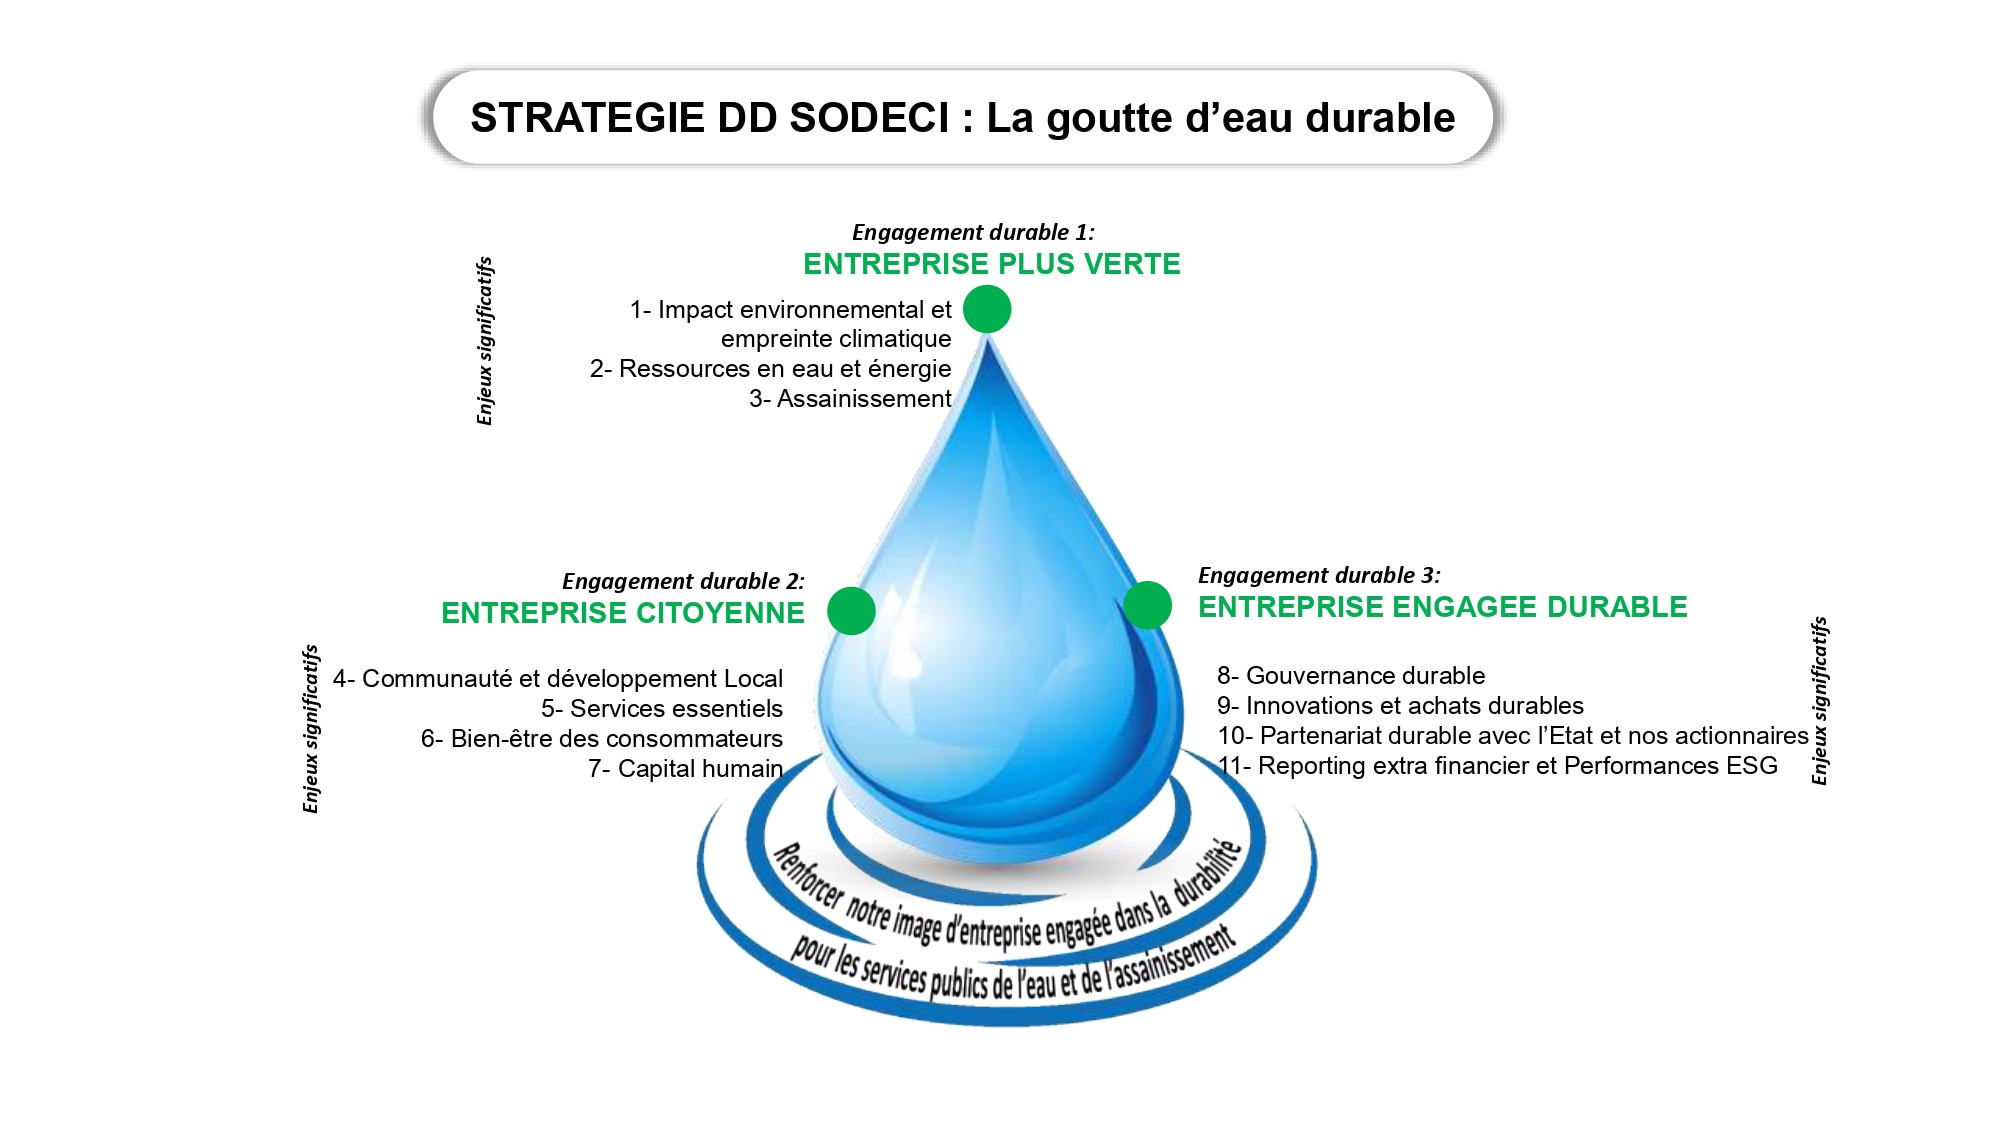 STRATEGIE DD SODECI : La goutte d’eau durable
Engagement durable 1:
ENTREPRISE PLUS VERTE
Enjeux significatifs
1- Impact environnemental et
empreinte climatique
2- Ressources en eau et énergie
3- Assainissement
Engagement durable 2:
ENTREPRISE CITOYENNE
Enjeux significatifs
4- Communauté et développement Local
5- Services essentiels
6- Bien-être des consommateurs
7- Capital humain
Engagement durable 3:
ENTREPRISE ENGAGEE DURABLE
8- Gouvernance durable
9- Innovations et achats durables
10- Partenariat durable avec l’Etat et nos actionnaires
11- Reporting extra financier et Performances ESG
Enjeux significatifs
Renforcer notre image d’entreprise engagée dans la durabilité
pour les services publics de l’eau et de l’assainissement